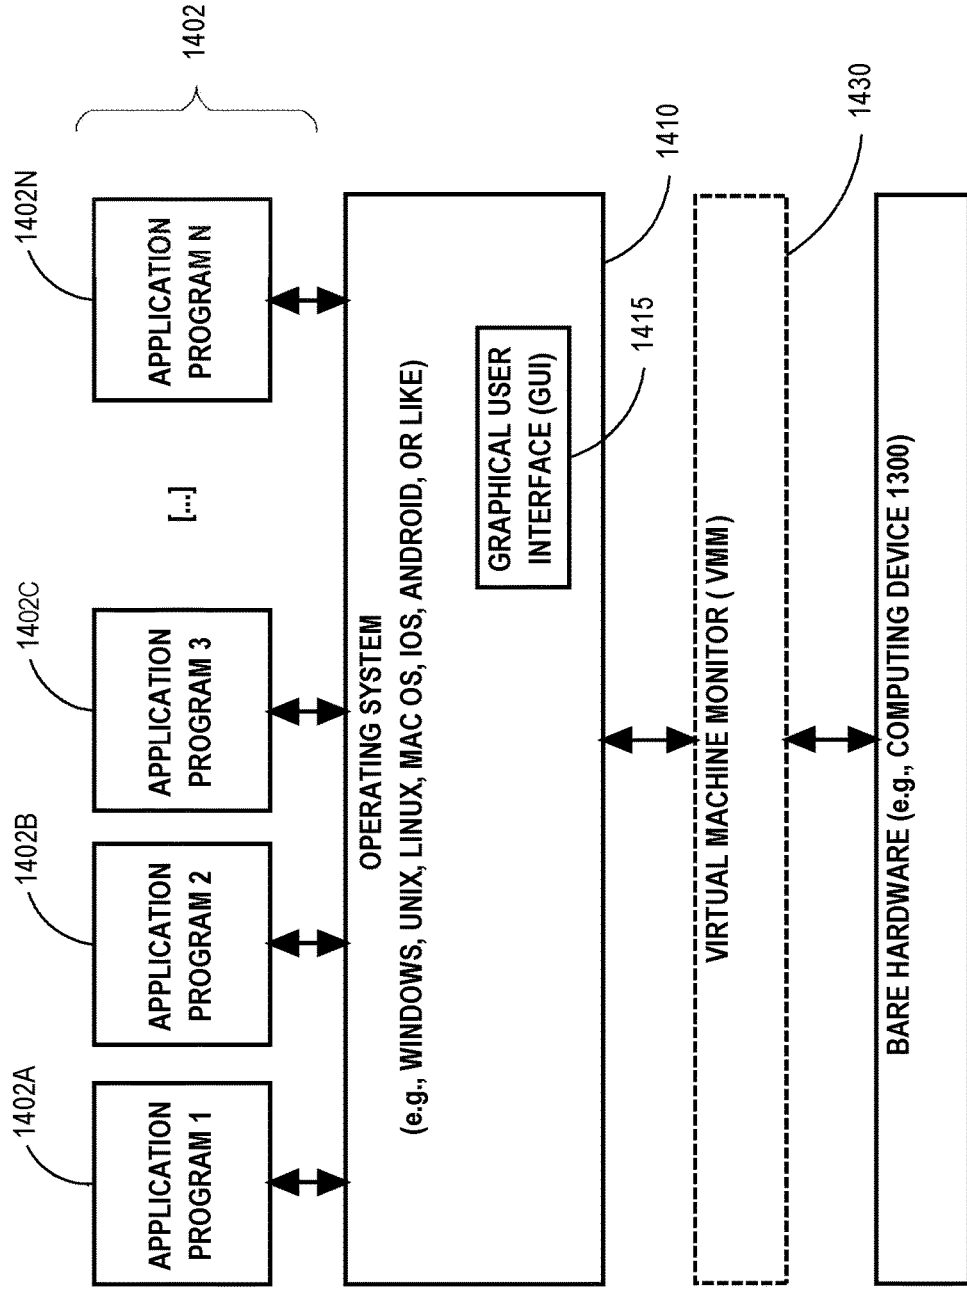 1402
1402A
1402B
1402C
1402N
APPLICATION
PROGRAM 1
APPLICATION
PROGRAM 2
APPLICATION
PROGRAM 3
[...]
APPLICATION
PROGRAM N
OPERATING SYSTEM
(e.g., WINDOWS, UNIX, LINUX, MAC OS, IOS, ANDROID, OR LIKE)
GRAPHICAL USER
INTERFACE (GUI)
1415
1410
VIRTUAL MACHINE MONITOR ( VMM)
1430
BARE HARDWARE (e.g., COMPUTING DEVICE 1300)